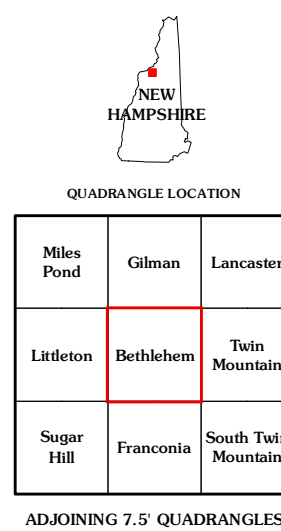 NEW
HAMPSHIRE
QUADRANGLE LOCATION
Miles
Pond
Gilman
Lancaster
Littleton
Bethlehem
Twin
Mountain
Sugar
Hill
Franconia
South Twin
Mountain
ADJOINING 7.5' QUADRANGLES